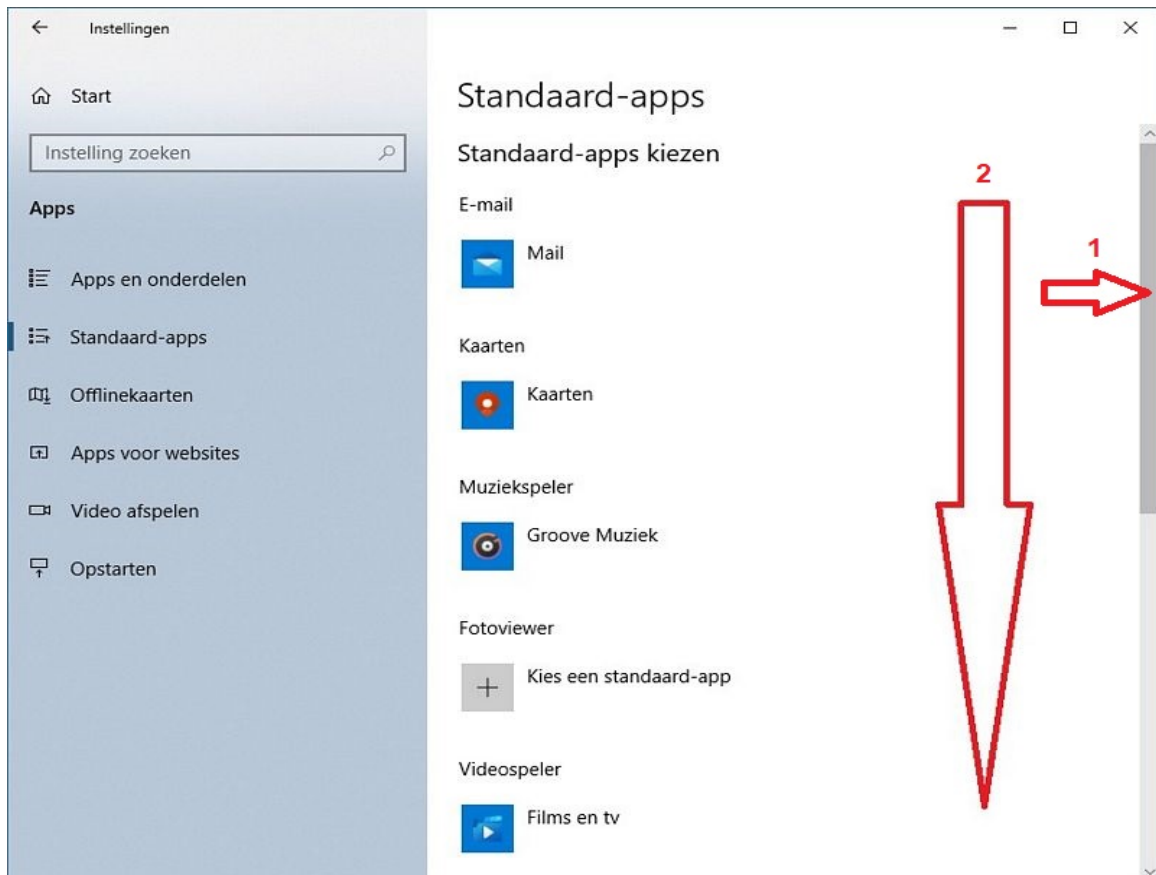 Instellingen
Start
Instelling zoeken
Apps
Apps en onderdelen
Standaard-apps
Offlinekaarten
Apps voor websites
Video afspelen
Opstarten
Standaard-apps
Standaard-apps kiezen
E-mail
Mail
Kaarten
Kaarten
Muziekspeler
Groove Muziek
Fotoviewer
Kies een standaard-app
Videospeler
Films en tv
2
1